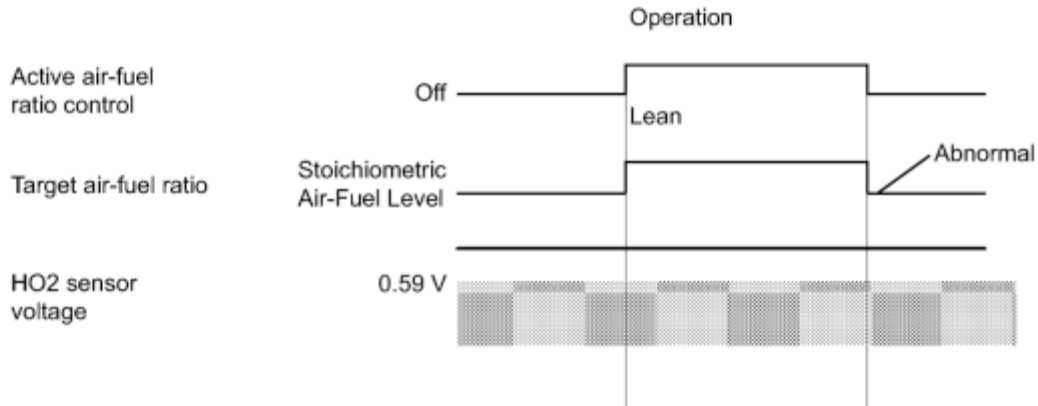 Operation
Active air-fuel
ratio control
Off
Lean
Abnormal
Target air-fuel ratio
Stoichiometric
Air-Fuel Level
HO2 sensor
voltage
0.59 V